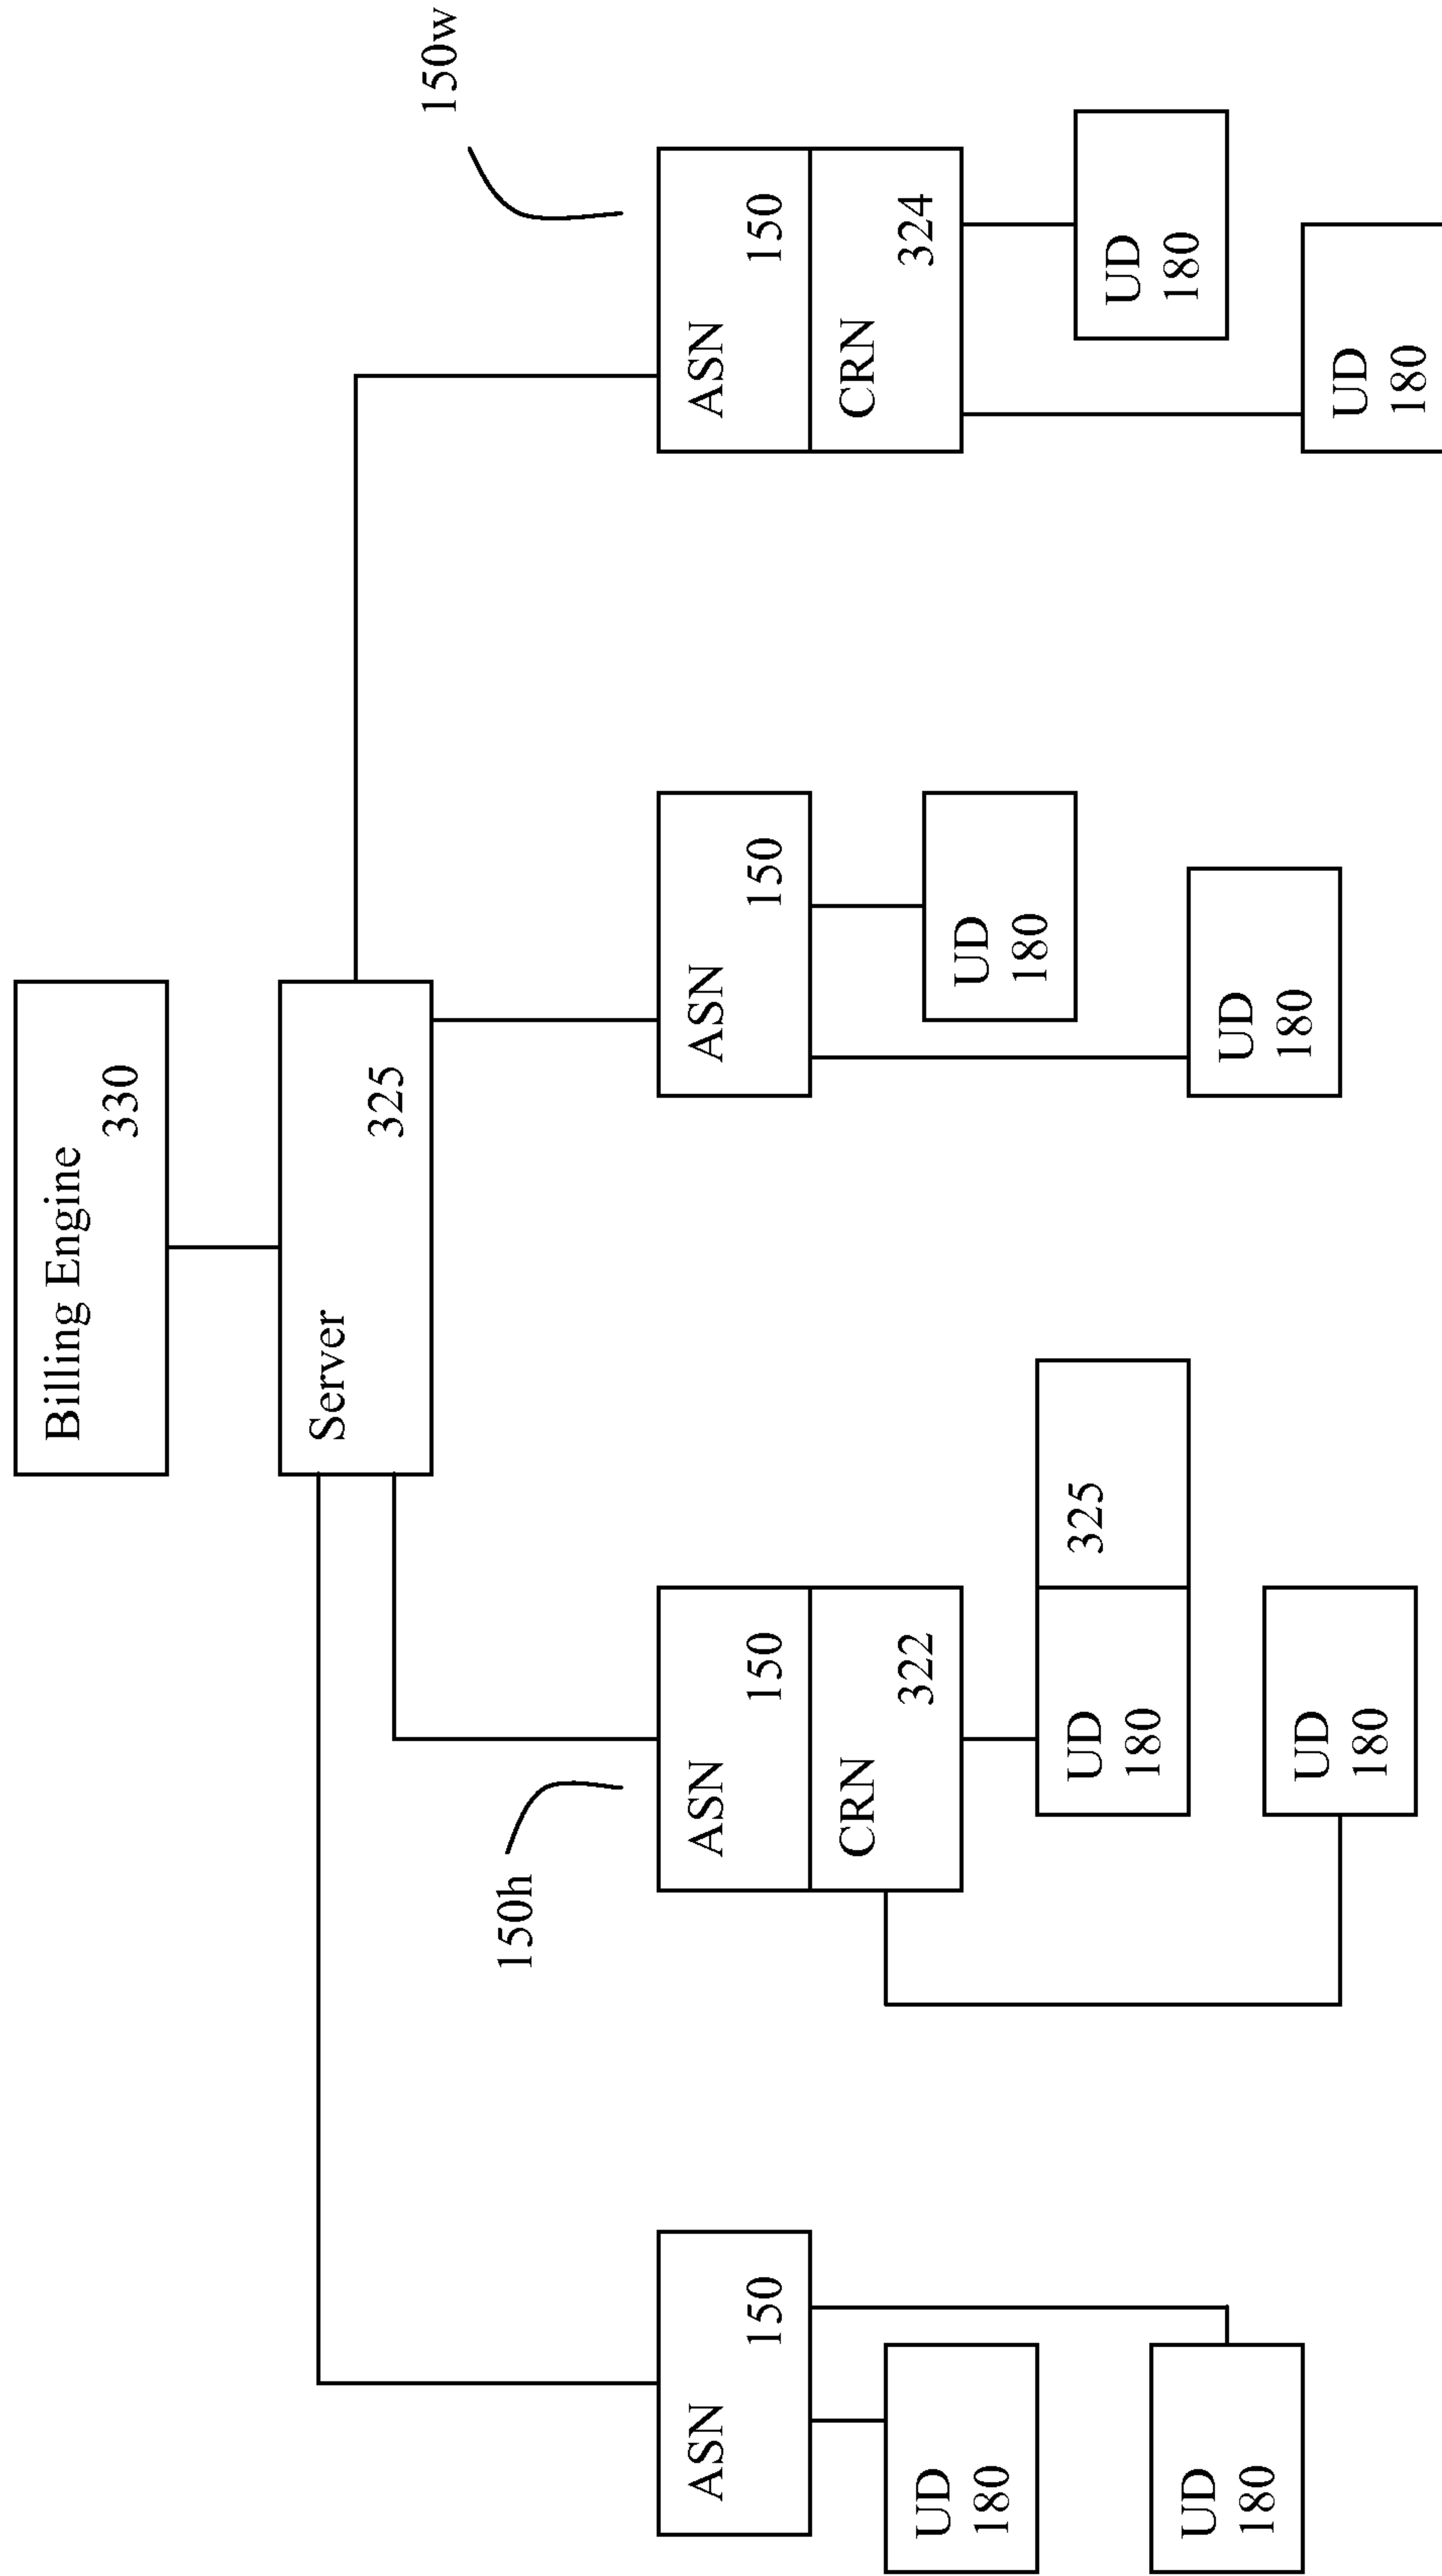 Billing Engine
330
Server
325
150w
150h
ASN
150
ASN
150
CRN
322
ASN
150
ASN
150
CRN
324
UD
180
UD
180
UD
180
325
UD
180
UD
180
UD
180
UD
180
UD
180